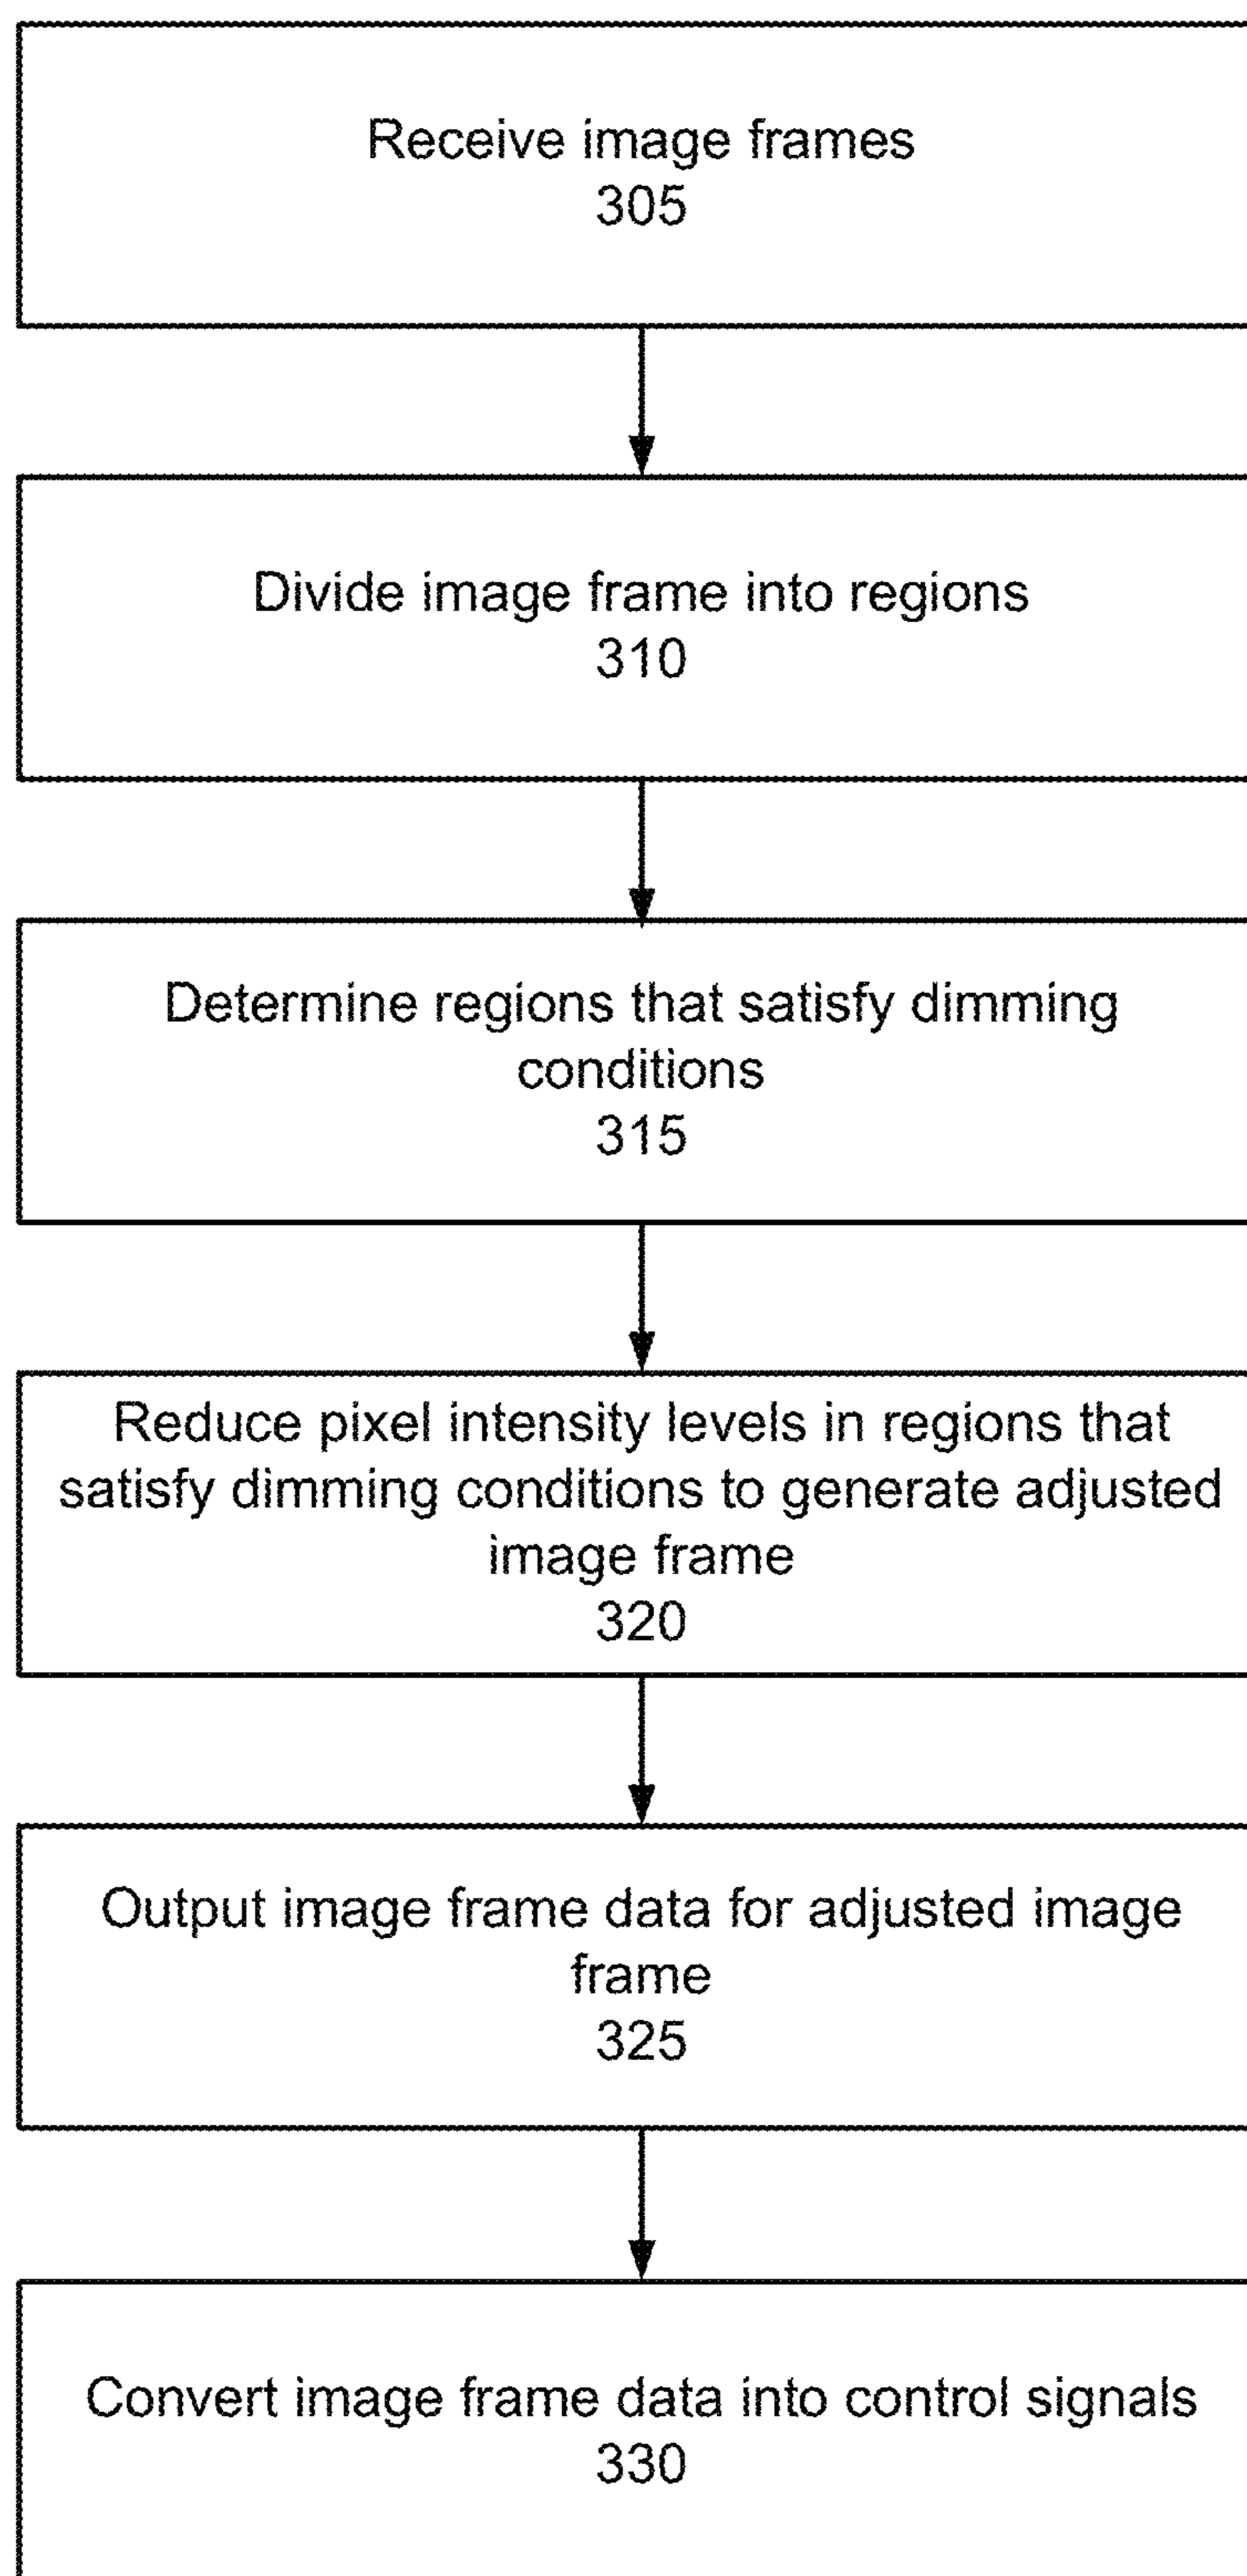 Receive image frames
305
Divide image frame into regions
310
Determine regions that satisfy dimming
conditions
315
Reduce pixel intensity levels in regions that
satisfy dimming conditions to generate adjusted
image frame
320
Output image frame data for adjusted image
frame
325
Convert image frame data into control signals
330